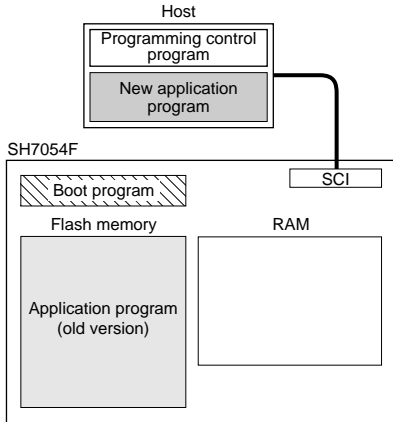 Host
Programming control
program
New application
program
SH7054F
SCI
Boot program
Flash memory
RAM
Application program
(old version)